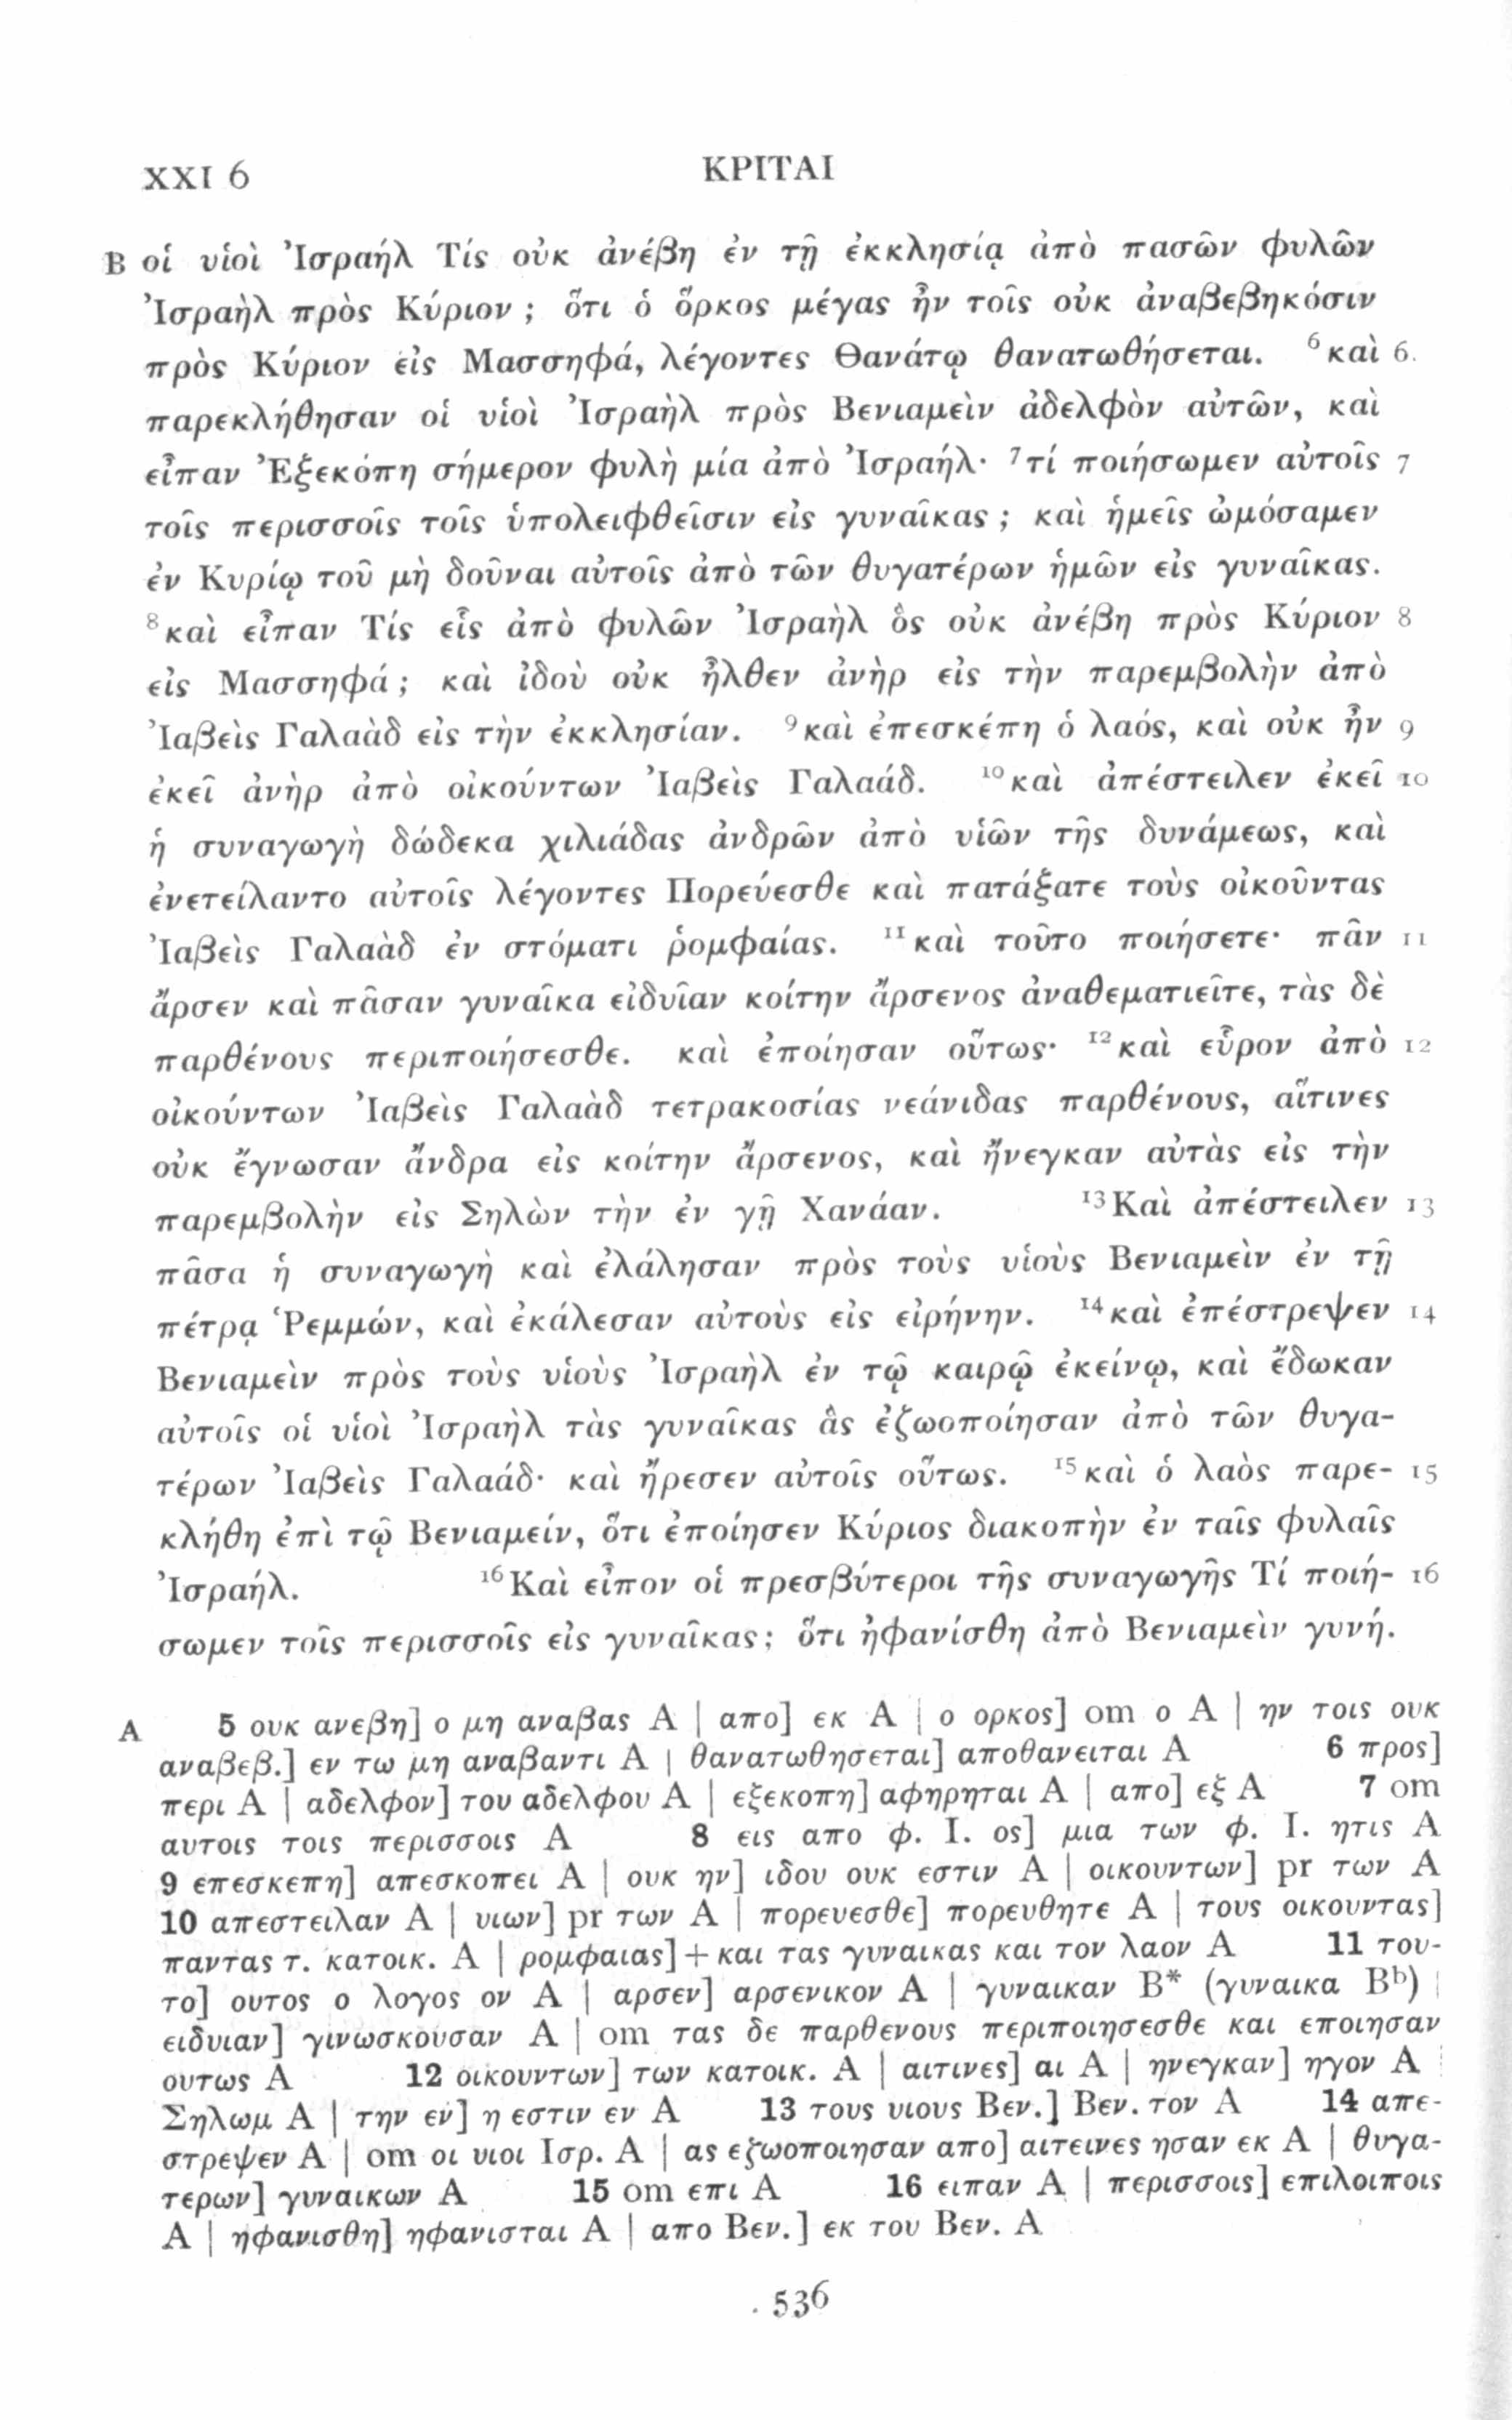 XXI 6 ΚΡΙΤΑΙ
B οἱ υἱοὶ Ἰσραήλ Τίς οὐκ ἀνέβη ἐν τῇ ἐκκλησίᾳ ἀπὸ πασῶν φυλῶν
Ἰσραὴλ πρὸς Κύριον ; ὅτι ὁ ὅρκος μέγας ἦν τοῖς οὐκ ἀναβεβηκόσιν
πρὸς Κύριον εἰς Μασσηφά, λέγοντες Θανάτῳ θανατωθήσεται. ⁶καὶ 6
παρεκλήθησαν οἱ υἱοὶ Ἰσραὴλ πρὸς Βενιαμεὶν ἀδελφὸν αὐτῶν, καὶ
εἶπαν Ἐξεκόπη σήμερον φυλὴ μία ἀπὸ Ἰσραήλ· ⁷τί ποιήσωμεν αὐτοῖς 7
τοῖς περισσοῖς τοῖς ὑπολειφθεῖσιν εἰς γυναῖκας ; καὶ ἡμεῖς ὠμόσαμεν
ἐν Κυρίῳ τοῦ μὴ δοῦναι αὐτοῖς ἀπὸ τῶν θυγατέρων ἡμῶν εἰς γυναῖκας.
⁸καὶ εἶπαν Τίς εἷς ἀπὸ φυλῶν Ἰσραὴλ ὃς οὐκ ἀνέβη πρὸς Κύριον 8
εἰς Μασσηφά ; καὶ ἰδοὺ οὐκ ἦλθεν ἀνὴρ εἰς τὴν παρεμβολὴν ἀπὸ
Ἰαβεὶς Γαλαὰδ εἰς τὴν ἐκκλησίαν. ⁹καὶ ἐπεσκέπη ὁ λαός, καὶ οὐκ ἦν 9
ἐκεῖ ἀνὴρ ἀπὸ οἰκούντων Ἰαβεὶς Γαλαάδ. ¹⁰καὶ ἀπέστειλεν ἐκεῖ 10
ἡ συναγωγὴ δώδεκα χιλιάδας ἀνδρῶν ἀπὸ υἱῶν τῆς δυνάμεως, καὶ
ἐνετείλαντο αὐτοῖς λέγοντες Πορεύεσθε καὶ πατάξατε τοὺς οἰκοῦντας
Ἰαβεὶς Γαλαὰδ ἐν στόματι ῥομφαίας. ¹¹καὶ τοῦτο ποιήσετε· πᾶν 11
ἄρσεν καὶ πᾶσαν γυναῖκα εἰδυῖαν κοίτην ἄρσενος ἀναθεματιεῖτε, τὰς δὲ
παρθένους περιποιήσεσθε. καὶ ἐποίησαν οὕτως· ¹²καὶ εὗρον ἀπὸ 12
οἰκούντων Ἰαβεὶς Γαλαὰδ τετρακοσίας νεάνιδας παρθένους, αἵτινες
οὐκ ἔγνωσαν ἄνδρα εἰς κοίτην ἄρσενος, καὶ ἤνεγκαν αὐτὰς εἰς τὴν
παρεμβολὴν εἰς Σηλὼν τὴν ἐν γῇ Χανάαν. ¹³Καὶ ἀπέστειλεν 13
πᾶσα ἡ συναγωγὴ καὶ ἐλάλησαν πρὸς τοὺς υἱοὺς Βενιαμεὶν ἐν τῇ
πέτρᾳ Ῥεμμών, καὶ ἐκάλεσαν αὐτοὺς εἰς εἰρήνην. ¹⁴καὶ ἐπέστρεψεν 14
Βενιαμεὶν πρὸς τοὺς υἱοὺς Ἰσραὴλ ἐν τῷ καιρῷ ἐκείνῳ, καὶ ἔδωκαν
αὐτοῖς οἱ υἱοὶ Ἰσραὴλ τὰς γυναῖκας ἃς ἐζωοποίησαν ἀπὸ τῶν θυγα-
τέρων Ἰαβεὶς Γαλαάδ· καὶ ἤρεσεν αὐτοῖς οὕτως. ¹⁵καὶ ὁ λαὸς παρε- 15
κλήθη ἐπὶ τῷ Βενιαμείν, ὅτι ἐποίησεν Κύριος διακοπὴν ἐν ταῖς φυλαῖς
Ἰσραήλ. ¹⁶Καὶ εἶπον οἱ πρεσβύτεροι τῆς συναγωγῆς Τί ποιή- 16
σωμεν τοῖς περισσοῖς εἰς γυναῖκας; ὅτι ἠφανίσθη ἀπὸ Βενιαμεὶν γυνή.
A 5 ουκ ανεβη] ο μη αναβας A | απο] εκ A | ο ορκος] om ο A | ην τοις ουκ
αναβεβ.] εν τω μη αναβαντι A | θανατωθησεται] αποθανειται A 6 προς]
περι A | αδελφον] του αδελφου A | εξεκοπη] αφηρηται A | απο] εξ A 7 om
αυτοις τοις περισσοις A 8 εις απο φ. Ι. ος] μια των φ. Ι. ητις A
9 επεσκεπη] απεσκοπει A | ουκ ην] ιδου ουκ εστιν A | οικουντων] pr των A
10 απεστειλαν A | υιων] pr των A | πορευεσθε] πορευθητε A | τους οικουντας]
παντας τ. κατοικ. A | ρομφαιας] + και τας γυναικας και τον λαον A 11 του-
το] ουτος ο λογος ον A | αρσεν] αρσενικον A | γυναικαν B* (γυναικα Bᵇ) |
ειδυιαν] γινωσκουσαν A | om τας δε παρθενους περιποιησεσθε και εποιησαν
ουτως A 12 οικουντων] των κατοικ. A | αιτινες] αι A | ηνεγκαν] ηγον A |
Σηλωμ A | την εν] η εστιν εν A 13 τους υιους Βεν.] Βεν. τον A 14 απε-
στρεψεν A | om οι υιοι Ισρ. A | ας εζωοποιησαν απο] αιτεινες ησαν εκ A | θυγα-
τερων] γυναικων A 15 om επι A 16 ειπαν A | περισσοις] επιλοιποις
A | ηφανισθη] ηφανισται A | απο Βεν.] εκ του Βεν. A
536